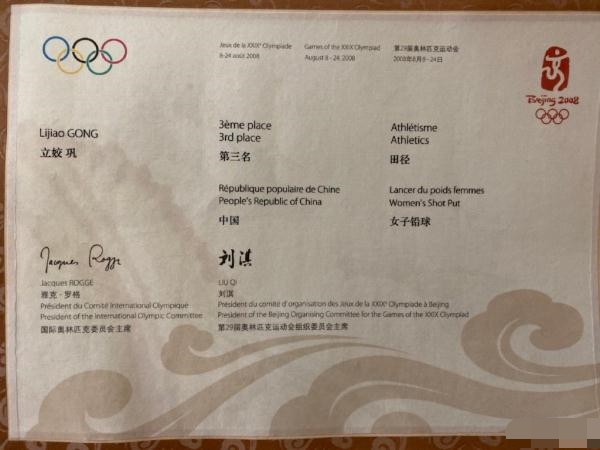 Jeux de la XXIXᵉ Olympiade
8-24 août 2008
Games of the XXIX Olympiad
August 8 - 24, 2008
第29届奥林匹克运动会
2008年8月8-24日
Beijing 2008
Lijiao GONG
立姣 巩
3ème place
3rd place
第三名
Athlétisme
Athletics
田径
République populaire de Chine
People's Republic of China
中国
Lancer du poids femmes
Women's Shot Put
女子铅球
Jacques Rogge
刘淇
Jacques ROGGE
雅克·罗格
Président du Comité International Olympique
President of the International Olympic Committee
国际奥林匹克委员会主席
LIU QI
刘淇
Président du comité d'organisation des Jeux de la XXIXᵉ Olympiade à Beijing
President of the Beijing Organising Committee for the Games of the XXIX Olympiad
第29届奥林匹克运动会组织委员会主席